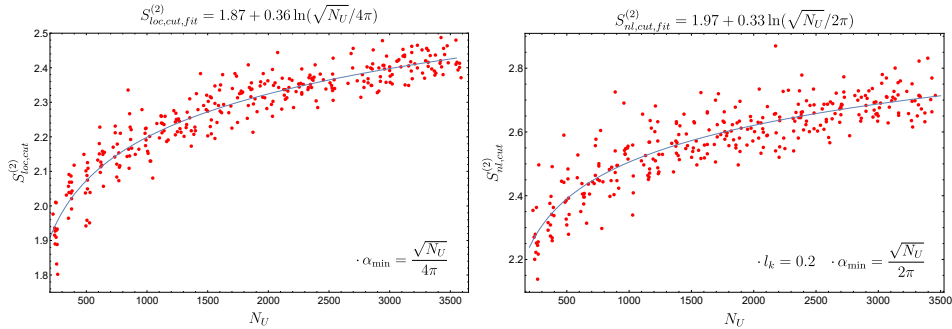 S^{(2)}_{loc,cut,fit} = 1.87 + 0.36 ln(√N_U/4π)
2.5
2.4
2.3
2.2
2.1
2.0
1.9
1.8
S^{(2)}_{loc,cut}
· α_min = √N_U/4π
500 1000 1500 2000 2500 3000 3500
N_U
S^{(2)}_{nl,cut,fit} = 1.97 + 0.33 ln(√N_U/2π)
2.8
2.6
2.4
2.2
S^{(2)}_{nl,cut}
· l_k = 0.2 · α_min = √N_U/2π
500 1000 1500 2000 2500 3000 3500
N_U